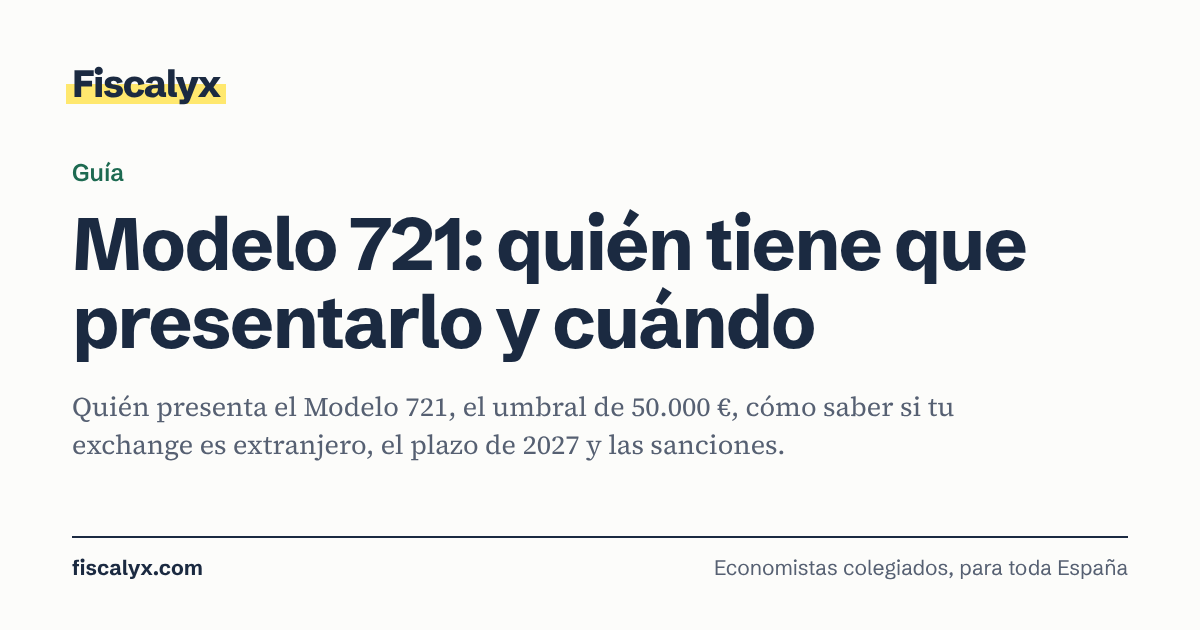 Fiscalyx
Guía
Modelo 721: quién tiene que
presentarlo y cuándo
Quién presenta el Modelo 721, el umbral de 50.000 €, cómo saber si tu
exchange es extranjero, el plazo de 2027 y las sanciones.
fiscalyx.com
Economistas colegiados, para toda España